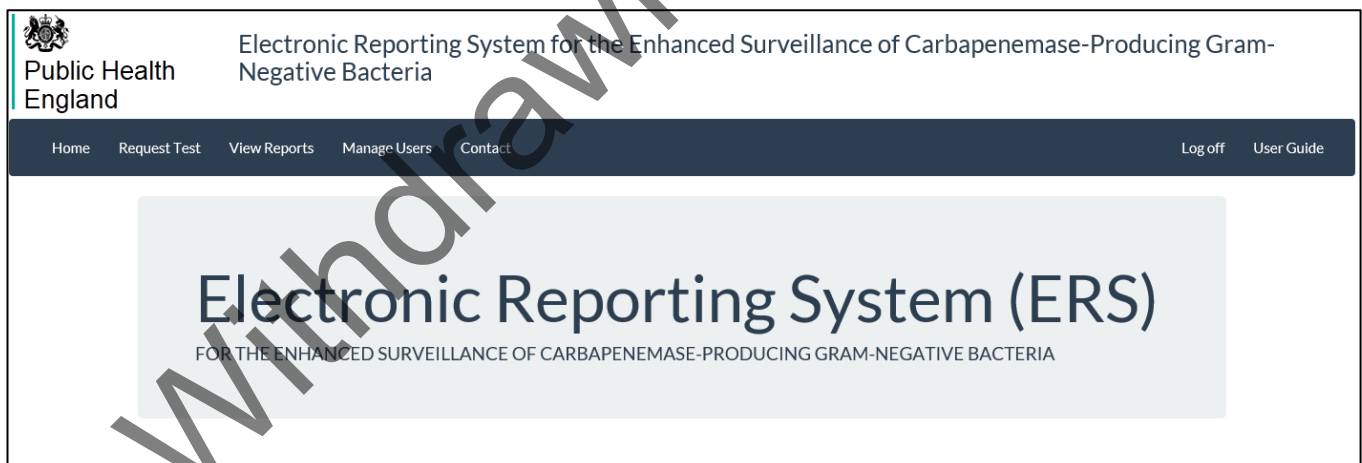 Public Health
England
Electronic Reporting System for the Enhanced Surveillance of Carbapenemase-Producing Gram-
Negative Bacteria
Home Request Test View Reports Manage Users Contact Log off User Guide
Electronic Reporting System (ERS)
FOR THE ENHANCED SURVEILLANCE OF CARBAPENEMASE-PRODUCING GRAM-NEGATIVE BACTERIA
Withdrawn